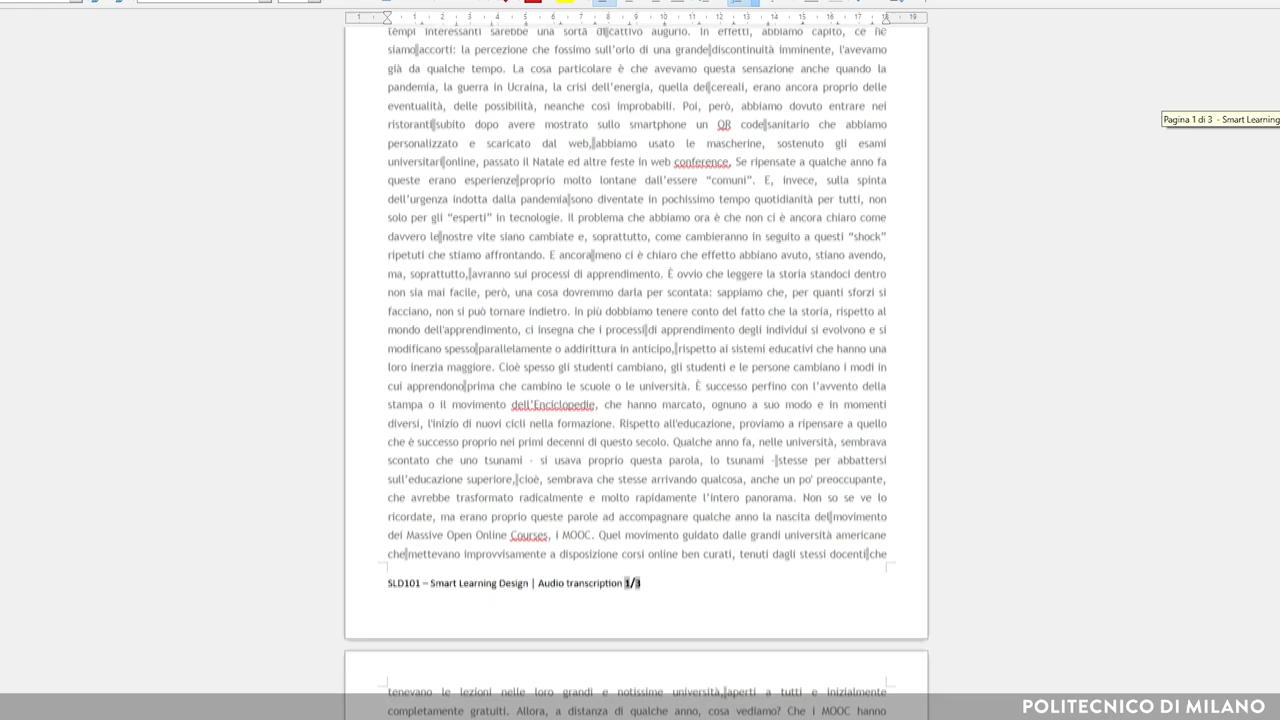 1 1 2 3 4 5 6 7 8 9 10 11 12 13 14 15 16 17 18 19
tempi interessanti sarebbe una sorta di cattivo augurio. In effetti, abbiamo capito, ce ne
siamo accorti: la percezione che fossimo sull'orlo di una grande discontinuità imminente, l'avevamo
già da qualche tempo. La cosa particolare è che avevamo questa sensazione anche quando la
pandemia, la guerra in Ucraina, la crisi dell'energia, quella dei cereali, erano ancora proprio delle
eventualità, delle possibilità, neanche così improbabili. Poi, però, abbiamo dovuto entrare nei
ristoranti subito dopo avere mostrato sullo smartphone un QR code sanitario che abbiamo
personalizzato e scaricato dal web, abbiamo usato le mascherine, sostenuto gli esami
universitari online, passato il Natale ed altre feste in web conference. Se ripensate a qualche anno fa
queste erano esperienze proprio molto lontane dall'essere “comuni”. E, invece, sulla spinta
dell'urgenza indotta dalla pandemia sono diventate in pochissimo tempo quotidianità per tutti, non
solo per gli “esperti” in tecnologie. Il problema che abbiamo ora è che non ci è ancora chiaro come
davvero le nostre vite siano cambiate e, soprattutto, come cambieranno in seguito a questi “shock”
ripetuti che stiamo affrontando. E ancora meno ci è chiaro che effetto abbiano avuto, stiano avendo,
ma, soprattutto, avranno sui processi di apprendimento. È ovvio che leggere la storia standoci dentro
non sia mai facile, però, una cosa dovremmo darla per scontata: sappiamo che, per quanti sforzi si
facciano, non si può tornare indietro. In più dobbiamo tenere conto del fatto che la storia, rispetto al
mondo dell'apprendimento, ci insegna che i processi di apprendimento degli individui si evolvono e si
modificano spesso parallelamente o addirittura in anticipo, rispetto ai sistemi educativi che hanno una
loro inerzia maggiore. Cioè spesso gli studenti cambiano, gli studenti e le persone cambiano i modi in
cui apprendono prima che cambino le scuole o le università. È successo perfino con l'avvento della
stampa o il movimento dell'Enciclopedie, che hanno marcato, ognuno a suo modo e in momenti
diversi, l'inizio di nuovi cicli nella formazione. Rispetto all'educazione, proviamo a ripensare a quello
che è successo proprio nei primi decenni di questo secolo. Qualche anno fa, nelle università, sembrava
scontato che uno tsunami - si usava proprio questa parola, lo tsunami - stesse per abbattersi
sull'educazione superiore, cioè, sembrava che stesse arrivando qualcosa, anche un po' preoccupante,
che avrebbe trasformato radicalmente e molto rapidamente l'intero panorama. Non so se ve lo
ricordate, ma erano proprio queste parole ad accompagnare qualche anno la nascita del movimento
dei Massive Open Online Courses, i MOOC. Quel movimento guidato dalle grandi università americane
che mettevano improvvisamente a disposizione corsi online ben curati, tenuti dagli stessi docenti che
SLD101 – Smart Learning Design | Audio transcription 1/3
tenevano le lezioni nelle loro grandi e notissime università, aperti a tutti e inizialmente
completamente gratuiti. Allora, a distanza di qualche anno, cosa vediamo? Che i MOOC hanno
Pagina 1 di 3 - Smart Learning
POLITECNICO DI MILANO